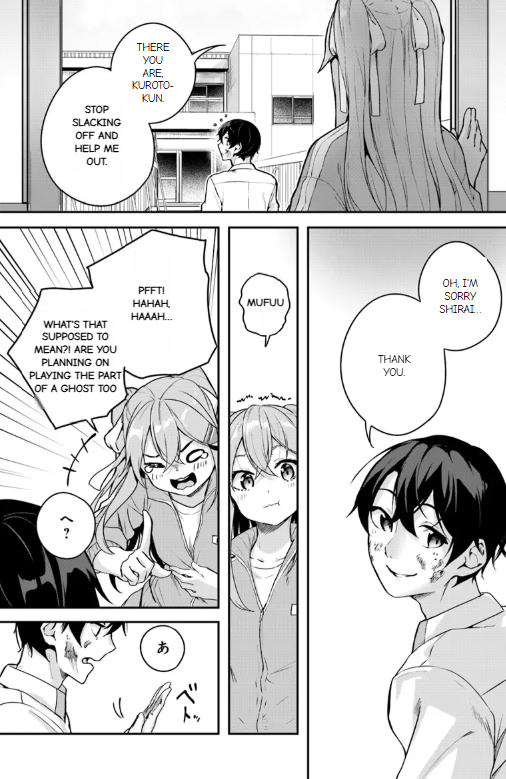 THERE
YOU
ARE,
KUROTO-
KUN.
STOP
SLACKING
OFF AND
HELP ME
OUT.
OH, I'M
SORRY
SHIRAI...
THANK
YOU.
MUFUU
PFFT!
HAHAH,
HAAAH...
WHAT'S THAT
SUPPOSED TO
MEAN?! ARE YOU
PLANNING ON
PLAYING THE PART
OF A GHOST TOO
へ?
あ
ベトッ